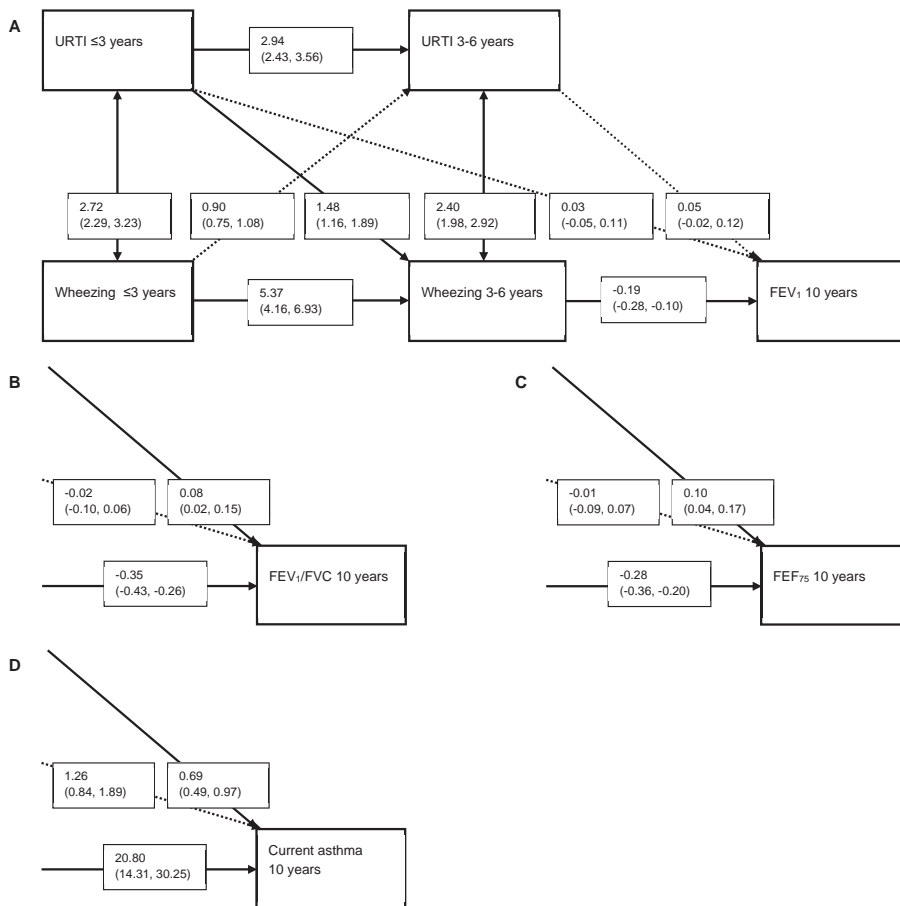 A
URTI ≤3 years
2.94
(2.43, 3.56)
URTI 3-6 years
2.72
(2.29, 3.23)
0.90
(0.75, 1.08)
1.48
(1.16, 1.89)
2.40
(1.98, 2.92)
0.03
(-0.05, 0.11)
0.05
(-0.02, 0.12)
Wheezing ≤3 years
5.37
(4.16, 6.93)
Wheezing 3-6 years
-0.19
(-0.28, -0.10)
FEV₁ 10 years
B
-0.02
(-0.10, 0.06)
0.08
(0.02, 0.15)
-0.35
(-0.43, -0.26)
FEV₁/FVC 10 years
C
-0.01
(-0.09, 0.07)
0.10
(0.04, 0.17)
-0.28
(-0.36, -0.20)
FEF₇₅ 10 years
D
1.26
(0.84, 1.89)
0.69
(0.49, 0.97)
20.80
(14.31, 30.25)
Current asthma
10 years